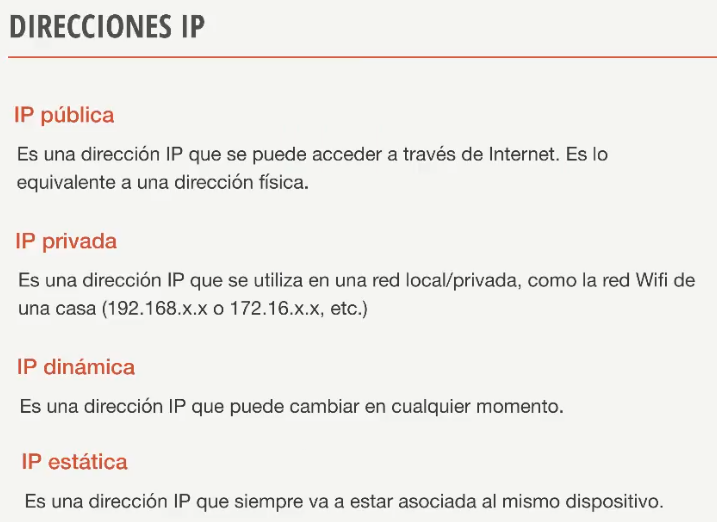 DIRECCIONES IP
IP pública
Es una dirección IP que se puede acceder a través de Internet. Es lo
equivalente a una dirección física.
IP privada
Es una dirección IP que se utiliza en una red local/privada, como la red Wifi de
una casa (192.168.x.x o 172.16.x.x, etc.)
IP dinámica
Es una dirección IP que puede cambiar en cualquier momento.
IP estática
Es una dirección IP que siempre va a estar asociada al mismo dispositivo.